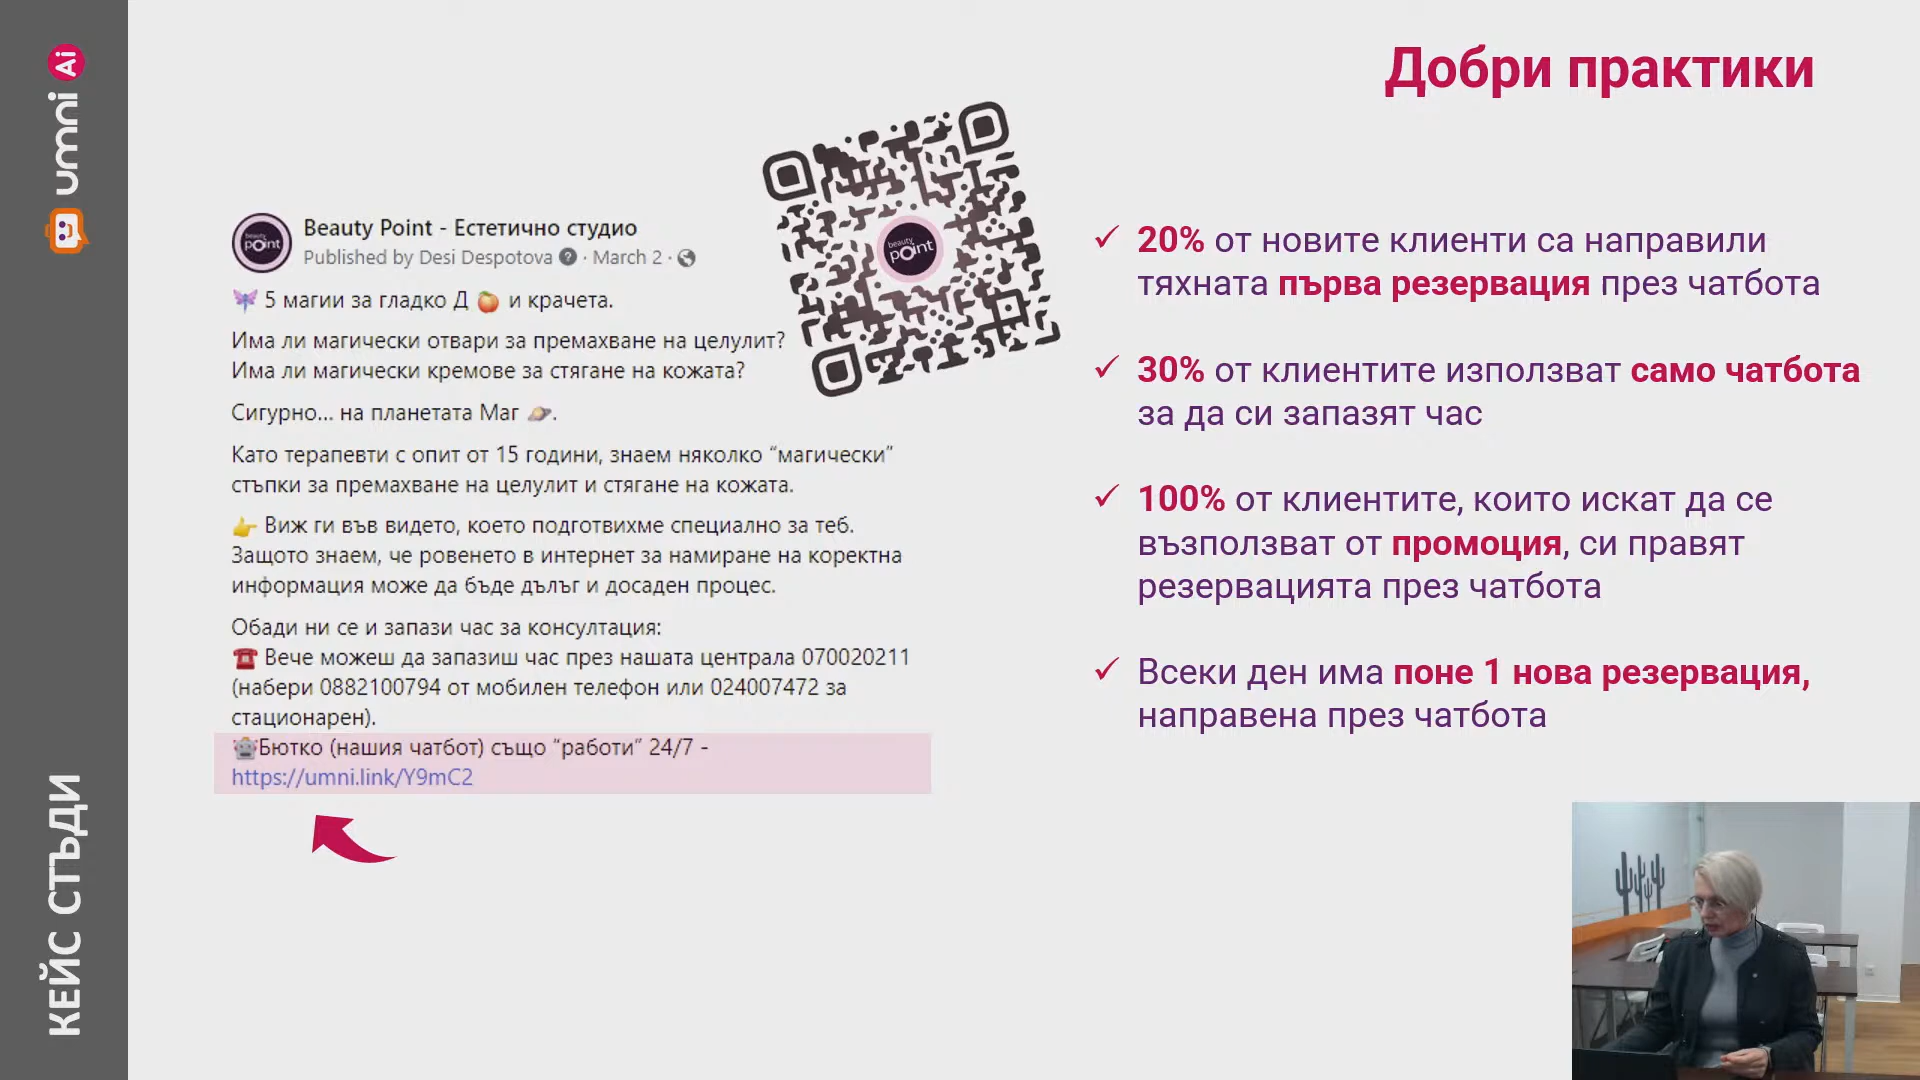 umni Ai
КЕЙС СТЪДИ
Добри практики
Beauty Point - Естетично студио
Published by Desi Despotova · March 2 ·
5 магии за гладко Д 🍑 и крачета.
Има ли магически отвари за премахване на целулит?
Има ли магически кремове за стягане на кожата?
Сигурно... на планетата Маг 🪐.
Като терапевти с опит от 15 години, знаем няколко “магически”
стъпки за премахване на целулит и стягане на кожата.
👉 Виж ги във видето, което подготвихме специално за теб.
Защото знаем, че ровенето в интернет за намиране на коректна
информация може да бъде дълъг и досаден процес.
Обади ни се и запази час за консултация:
☎️ Вече можеш да запазиш час през нашата централа 070020211
(набери 0882100794 от мобилен телефон или 024007472 за
стационарен).
🤖Бютко (нашия чатбот) също “работи” 24/7 -
https://umni.link/Y9mC2
beauty
point
beauty
point
20% от новите клиенти са направили
тяхната първа резервация през чатбота
30% от клиентите използват само чатбота
за да си запазят час
100% от клиентите, които искат да се
възползват от промоция, си правят
резервацията през чатбота
Всеки ден има поне 1 нова резервация,
направена през чатбота